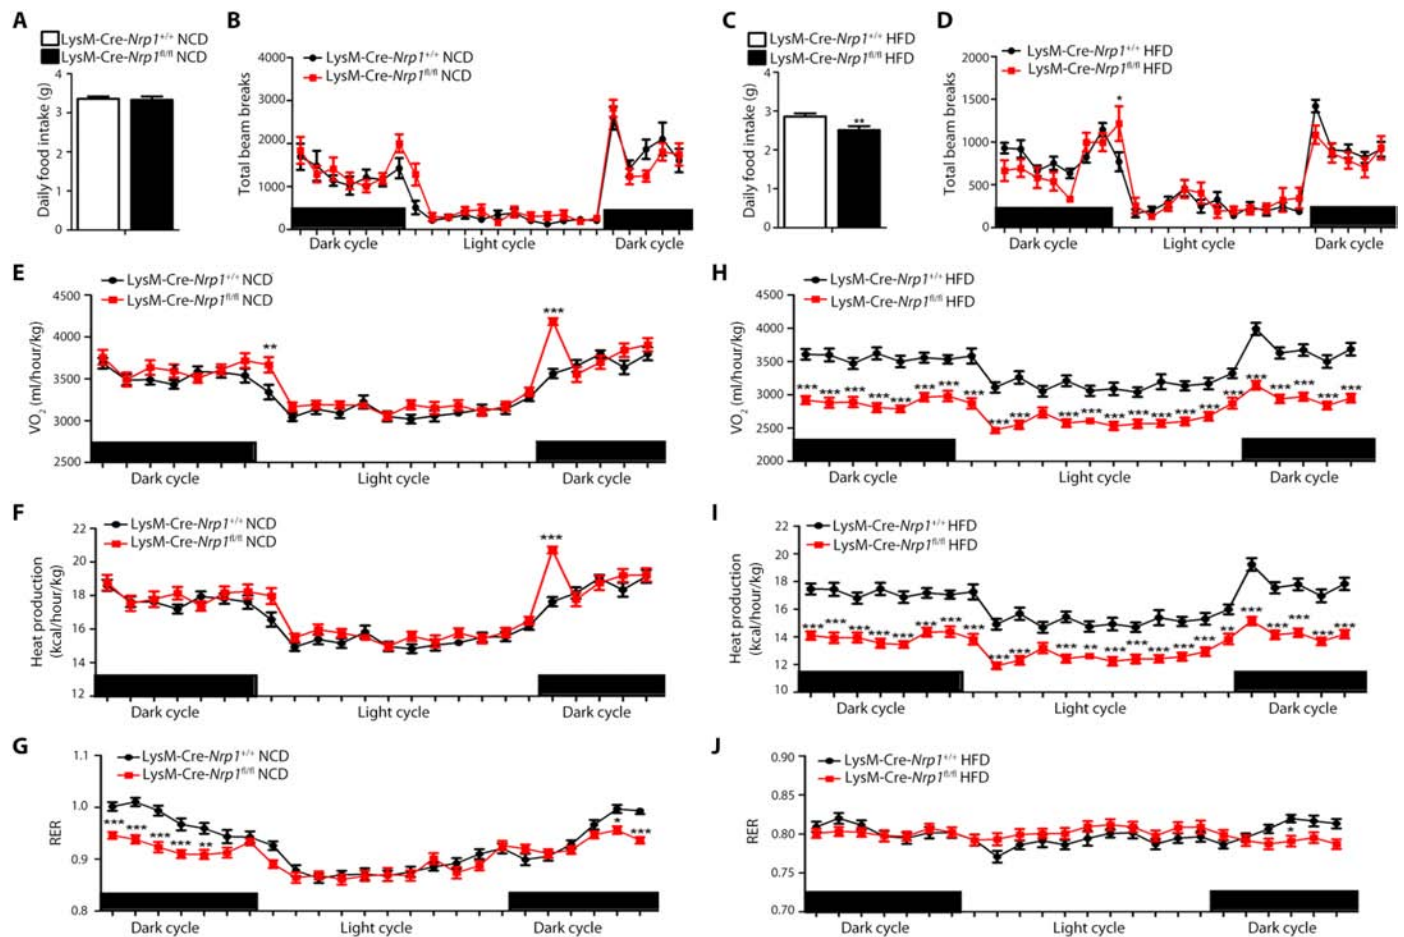 A
LysM-Cre-Nrp1+/+ NCD
LysM-Cre-Nrp1fl/fl NCD
Daily food intake (g)
4
3
2
1
0
B
LysM-Cre-Nrp1+/+ NCD
LysM-Cre-Nrp1fl/fl NCD
Total beam breaks
4000
3000
2000
1000
0
Dark cycle
Light cycle
Dark cycle
C
LysM-Cre-Nrp1+/+ HFD
LysM-Cre-Nrp1fl/fl HFD
Daily food intake (g)
4
3
2
1
0
**
D
LysM-Cre-Nrp1+/+ HFD
LysM-Cre-Nrp1fl/fl HFD
Total beam breaks
2000
1500
1000
500
0
*
Dark cycle
Light cycle
Dark cycle
E
LysM-Cre-Nrp1+/+ NCD
LysM-Cre-Nrp1fl/fl NCD
VO2 (ml/hour/kg)
4500
4000
3500
3000
2500
** ***
Dark cycle
Light cycle
Dark cycle
H
LysM-Cre-Nrp1+/+ HFD
LysM-Cre-Nrp1fl/fl HFD
VO2 (ml/hour/kg)
4500
4000
3500
3000
2500
2000
*** *** *** *** *** *** *** *** *** *** *** *** *** *** *** *** *** *** *** *** *** *** ***
Dark cycle
Light cycle
Dark cycle
F
LysM-Cre-Nrp1+/+ NCD
LysM-Cre-Nrp1fl/fl NCD
Heat production
(kcal/hour/kg)
22
20
18
16
14
12
***
Dark cycle
Light cycle
Dark cycle
I
LysM-Cre-Nrp1+/+ HFD
LysM-Cre-Nrp1fl/fl HFD
Heat production
(kcal/hour/kg)
22
20
18
16
14
12
10
*** *** *** *** *** *** *** *** *** *** *** ** *** *** *** *** *** ** *** *** *** *** ***
Dark cycle
Light cycle
Dark cycle
G
LysM-Cre-Nrp1+/+ NCD
LysM-Cre-Nrp1fl/fl NCD
RER
1.1
1.0
0.9
0.8
*** *** *** *** ** * ***
Dark cycle
Light cycle
Dark cycle
J
LysM-Cre-Nrp1+/+ HFD
LysM-Cre-Nrp1fl/fl HFD
RER
0.90
0.85
0.80
0.75
0.70
*
Dark cycle
Light cycle
Dark cycle